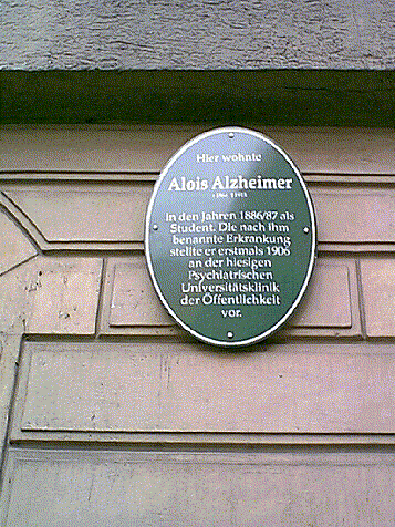 Hier wohnte
Alois Alzheimer
in den Jahren 1886/87 als
Student. Die nach ihm
benannte Erkrankung
stellte er erstmals 1906
an der hiesigen
Psychiatrischen
Universitätsklinik
der Öffentlichkeit
vor.